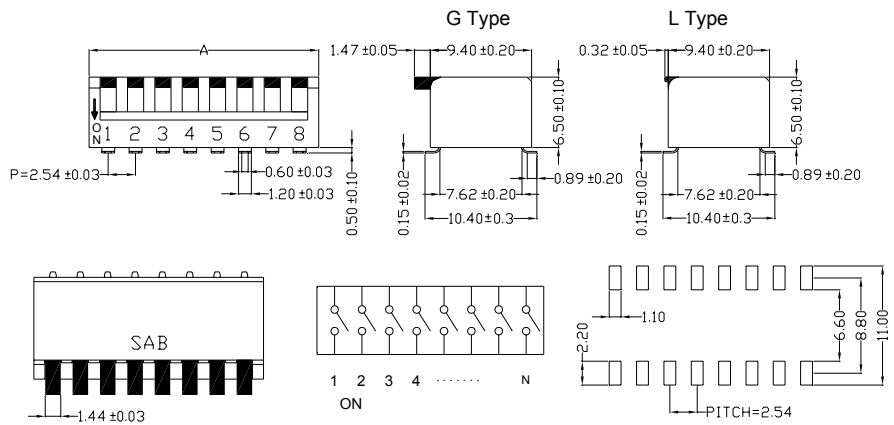 G Type
L Type
A
1.47 ±0.05
9.40 ±0.20
0.32 ±0.05
9.40 ±0.20
6.50 ±0.10
6.50 ±0.10
ON
1 2 3 4 5 6 7 8
P=2.54 ±0.03
0.60 ±0.03
1.20 ±0.03
0.50 ±0.10
0.15 ±0.02
7.62 ±0.20
0.89 ±0.20
10.40 ±0.3
0.15 ±0.02
7.62 ±0.20
0.89 ±0.20
10.40 ±0.3
SAB
1.44 ±0.03
1 2 3 4 ....... N
ON
1.10
2.20
6.60
8.80
11.00
PITCH=2.54